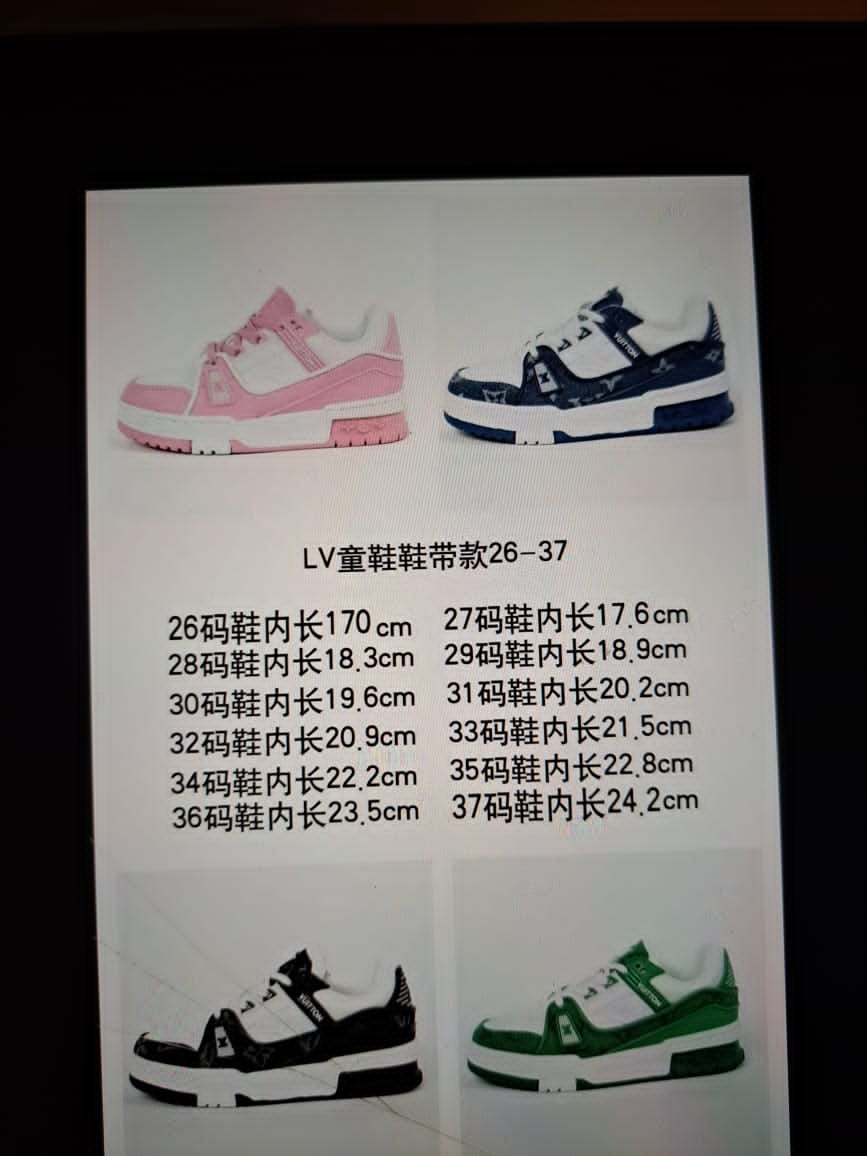 VUITTON
LV童鞋鞋带款26-37
26码鞋内长170cm 27码鞋内长17.6cm
28码鞋内长18.3cm 29码鞋内长18.9cm
30码鞋内长19.6cm 31码鞋内长20.2cm
32码鞋内长20.9cm 33码鞋内长21.5cm
34码鞋内长22.2cm 35码鞋内长22.8cm
36码鞋内长23.5cm 37码鞋内长24.2cm
VUITTON
VUITTON